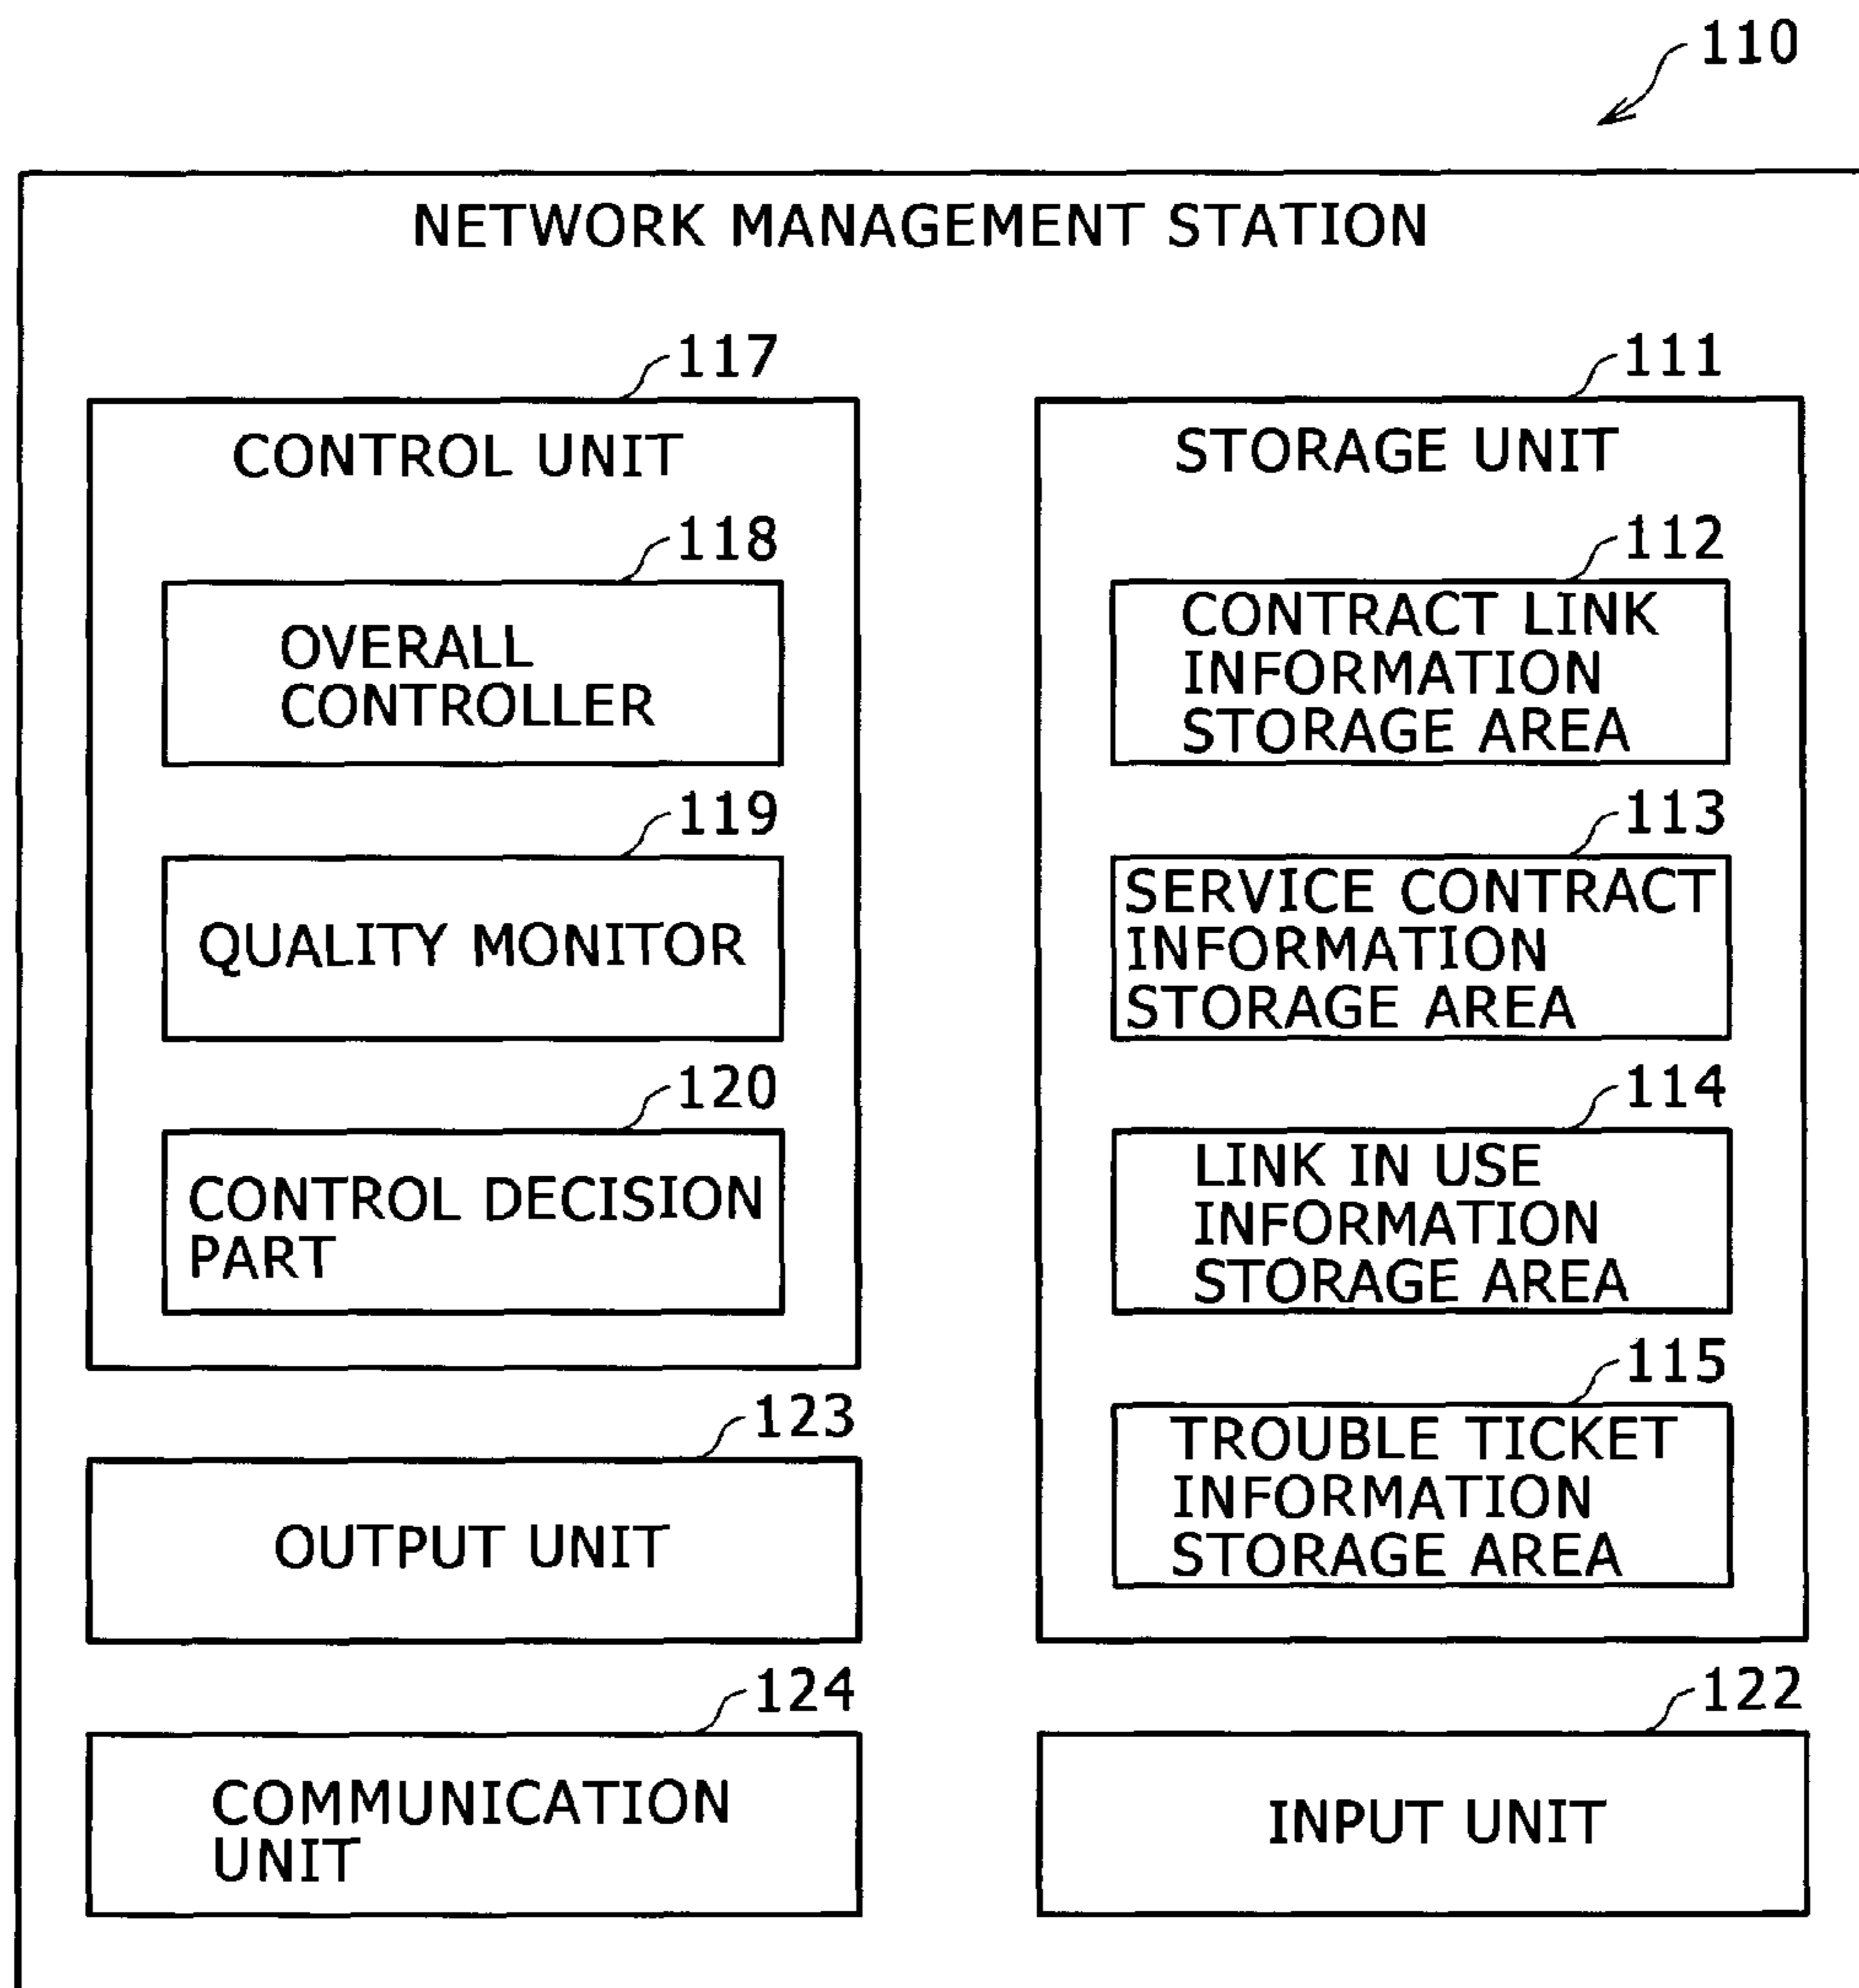 110
NETWORK MANAGEMENT STATION
117
CONTROL UNIT
118
OVERALL
CONTROLLER
119
QUALITY MONITOR
120
CONTROL DECISION
PART
123
OUTPUT UNIT
124
COMMUNICATION
UNIT
111
STORAGE UNIT
112
CONTRACT LINK
INFORMATION
STORAGE AREA
113
SERVICE CONTRACT
INFORMATION
STORAGE AREA
114
LINK IN USE
INFORMATION
STORAGE AREA
115
TROUBLE TICKET
INFORMATION
STORAGE AREA
122
INPUT UNIT